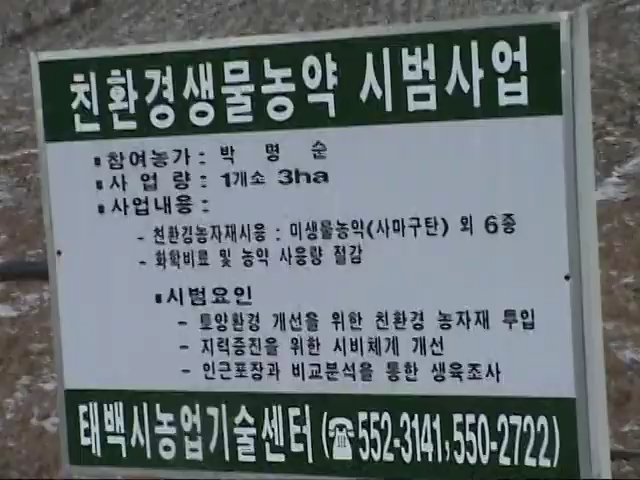 친환경생물농약 시범사업
▪참여농가 : 박 명 순
▪사 업 량 : 1개소 3ha
▪사업내용 :
- 친환경농자재시용 : 미생물농약(사마구탄) 외 6종
- 화학비료 및 농약 사용량 절감
▪시범요인
- 토양환경 개선을 위한 친환경 농자재 투입
- 지력증진을 위한 시비체계 개선
- 인근포장과 비교분석을 통한 생육조사
태백시농업기술센터 (☎552-3141, 550-2722)